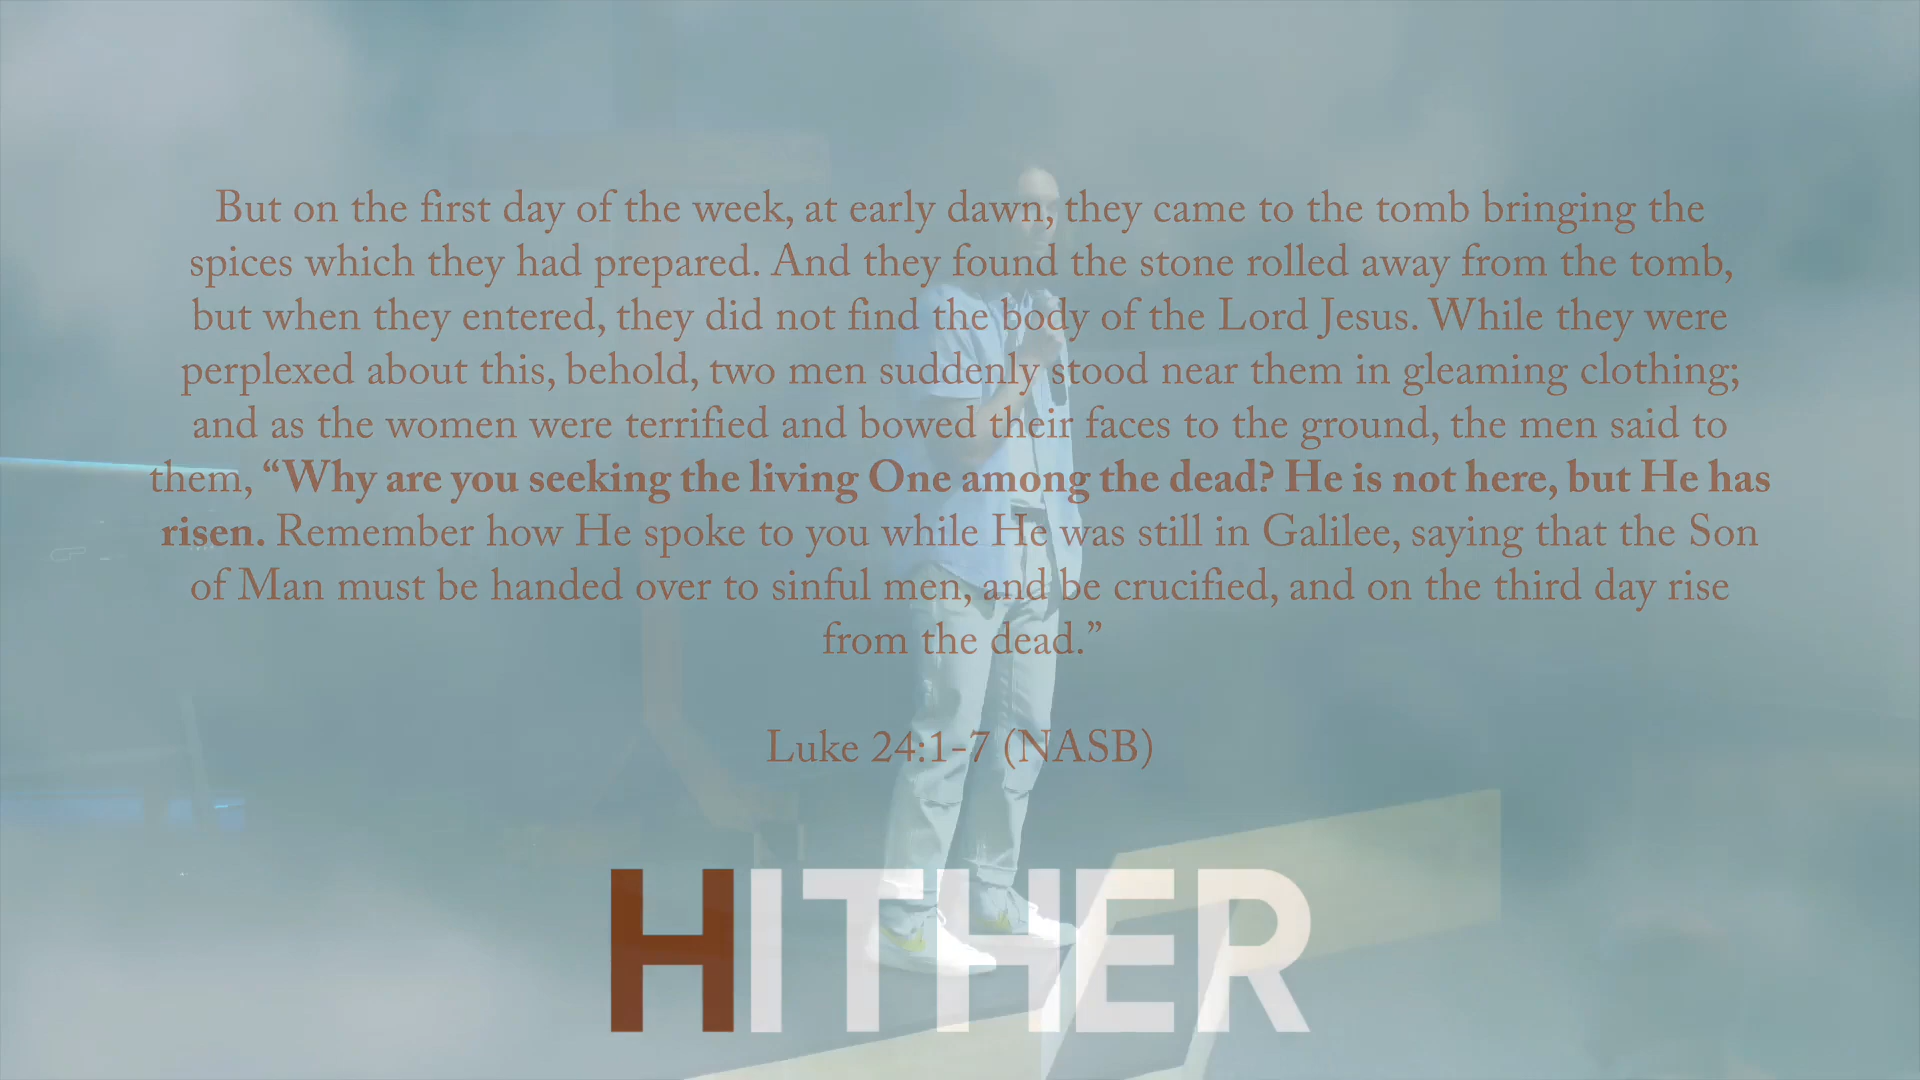 But on the first day of the week, at early dawn, they came to the tomb bringing the
spices which they had prepared. And they found the stone rolled away from the tomb,
but when they entered, they did not find the body of the Lord Jesus. While they were
perplexed about this, behold, two men suddenly stood near them in gleaming clothing;
and as the women were terrified and bowed their faces to the ground, the men said to
them, “Why are you seeking the living One among the dead? He is not here, but He has
risen. Remember how He spoke to you while He was still in Galilee, saying that the Son
of Man must be handed over to sinful men, and be crucified, and on the third day rise
from the dead.”
Luke 24:1-7 (NASB)
HITHER